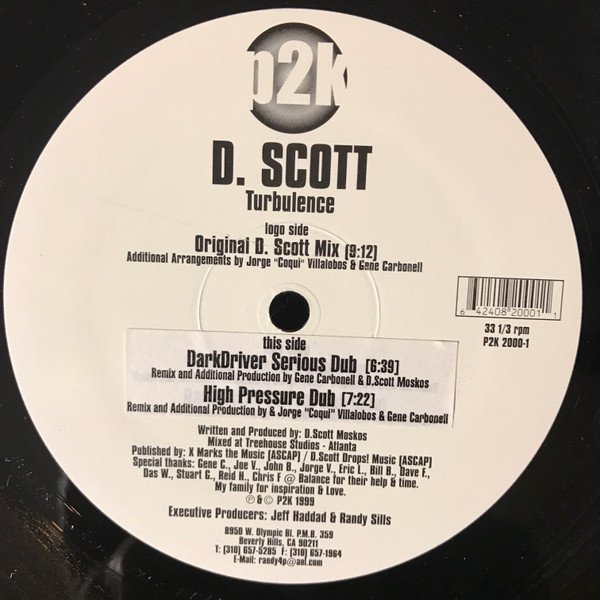 p2k
D. SCOTT
Turbulence
logo side
Original D. Scott Mix [9:12]
Additional Arrangements by Jorge "Coqui" Villalobos & Gene Carbonell
6 42408 20001 1
33 1/3 rpm
P2K 2000-1
this side
DarkDriver Serious Dub [6:39]
Remix and Additional Production by Gene Carbonell & D.Scott Moskos
High Pressure Dub [7:22]
Remix and Additional Production by & Jorge "Coqui" Villalobos & Gene Carbonell
Written and Produced by: D.Scott Moskos
Mixed at Treehouse Studios - Atlanta
Published by: X Marks the Music (ASCAP) / D.Scott Drops! Music (ASCAP)
Special thanks: Gene C., Joe V., John B., Jorge V., Eric L., Bill B., Dave F.,
Das W., Stuart G., Reid H., Chris F @ Balance for their help & time.
My family for inspiration & Love.
℗ & © P2K 1999
Executive Producers: Jeff Haddad & Randy Sills
8950 W. Olympic Bl. P.M.B. 359
Beverly Hills, CA 90211
T: (310) 657-5285 F: (310) 657-1964
E-Mail: randy4p@aol.com